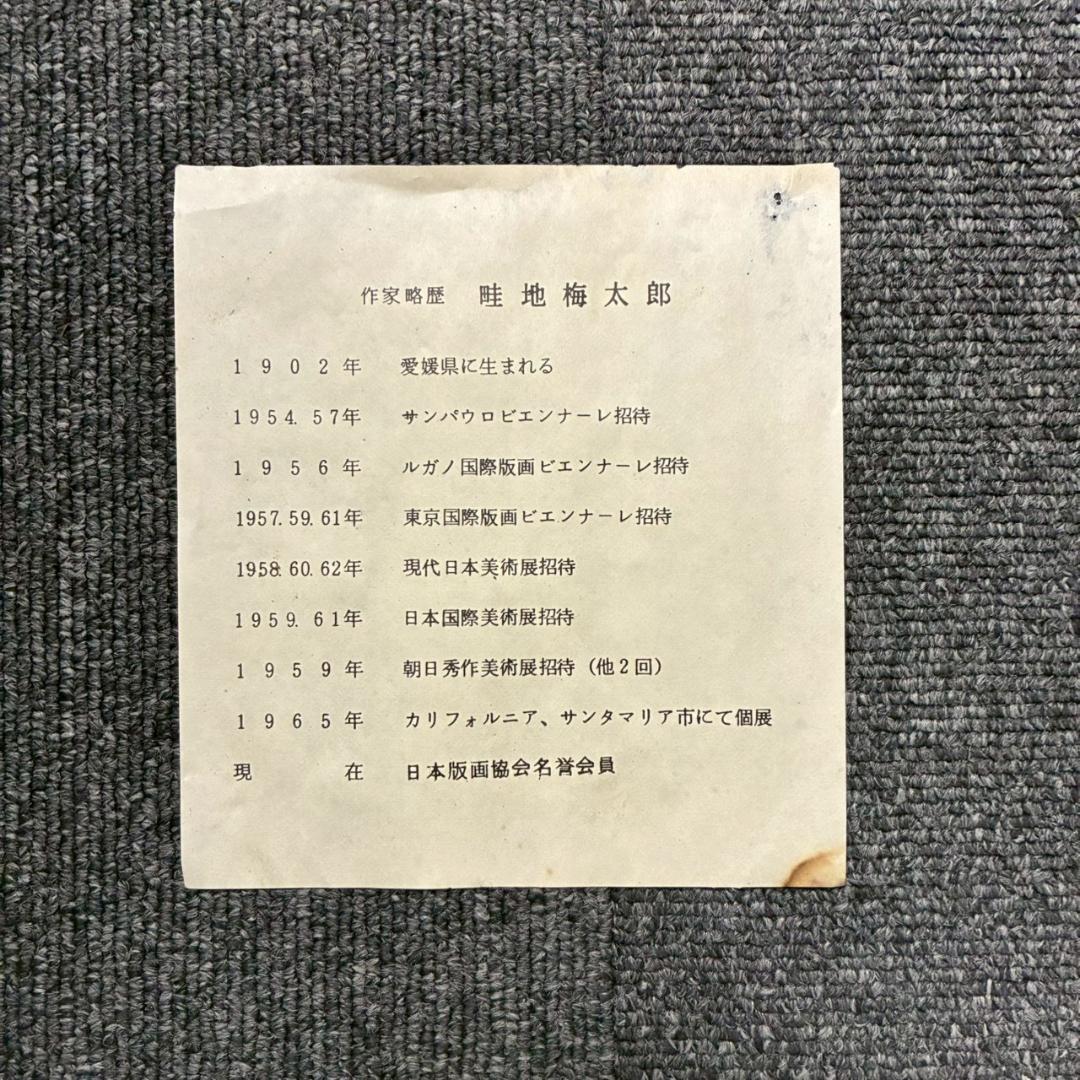 作家略歴 畦地梅太郎
1902年 愛媛県に生まれる
1954.57年 サンパウロビエンナーレ招待
1956年 ルガノ国際版画ビエンナーレ招待
1957.59.61年 東京国際版画ビエンナーレ招待
1958.60.62年 現代日本美術展招待
1959.61年 日本国際美術展招待
1959年 朝日秀作美術展招待（他2回）
1965年 カリフォルニア、サンタマリア市にて個展
現在 日本版画協会名誉会員